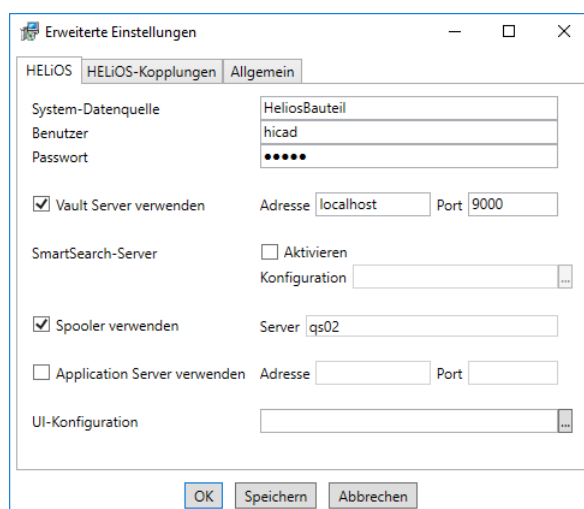 Erweiterte Einstellungen
HELiOS HELiOS-Kopplungen Allgemein
System-Datenquelle HeliosBauteil
Benutzer hicad
Passwort ●●●●●
Vault Server verwenden Adresse localhost Port 9000
SmartSearch-Server Aktivieren
Konfiguration ...
Spooler verwenden Server qs02
Application Server verwenden Adresse Port
UI-Konfiguration ...
OK Speichern Abbrechen